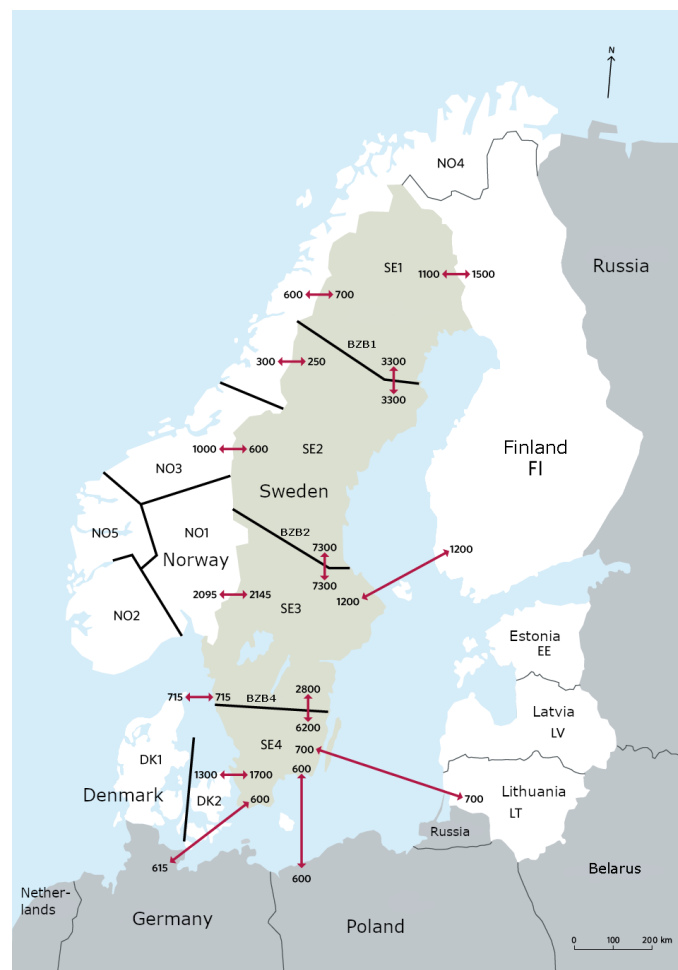 N
NO4
SE1
Russia
1100
1500
600
700
BZB1
300
250
3300
3300
1000
600
SE2
NO3
Finland
FI
Sweden
NO5
NO1
BZB2
7300
1200
Norway
7300
2095
2145
1200
SE3
NO2
Estonia
EE
2800
715
715
BZB4
Latvia
6200
LV
SE4
700
DK1
600
1300
1700
Lithuania
Denmark
DK2
600
700
LT
Russia
615
600
Belarus
Nether-
lands
Germany
Poland
0
100
200 km